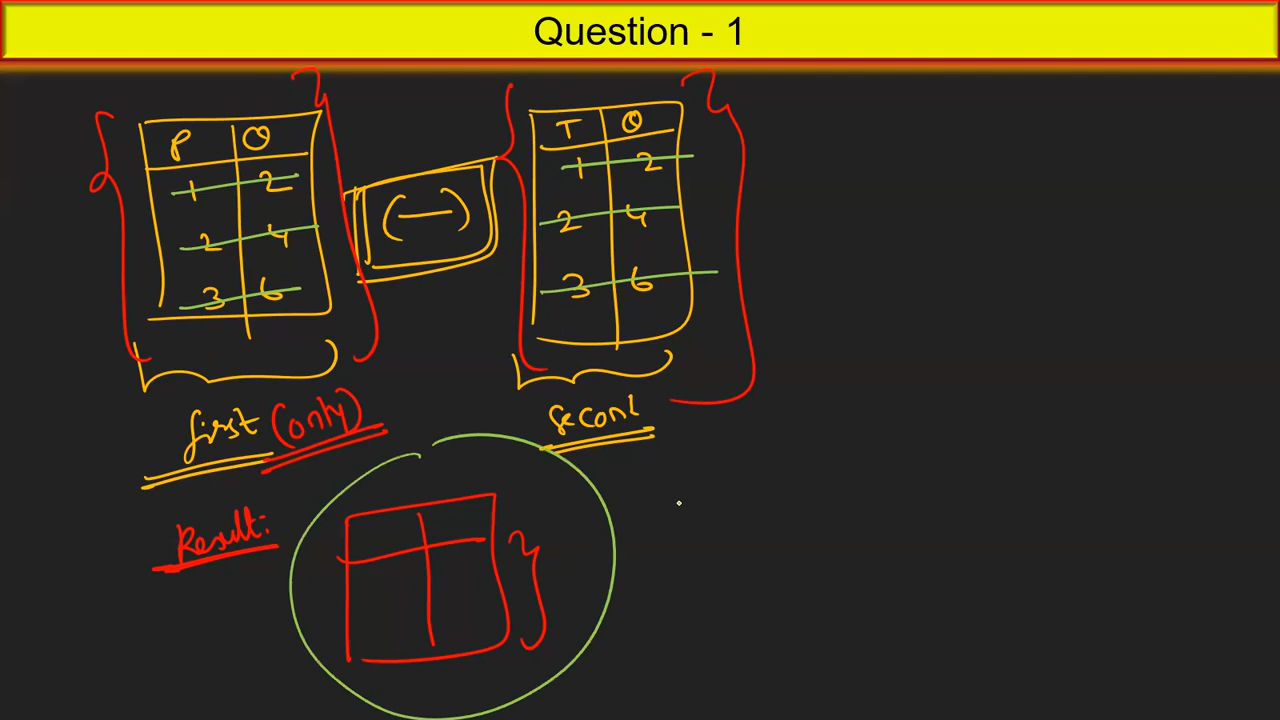 Question - 1
P Q
1 2
2 4
3 6
(—)
T Q
1 2
2 4
3 6
first (only)
second
Result: